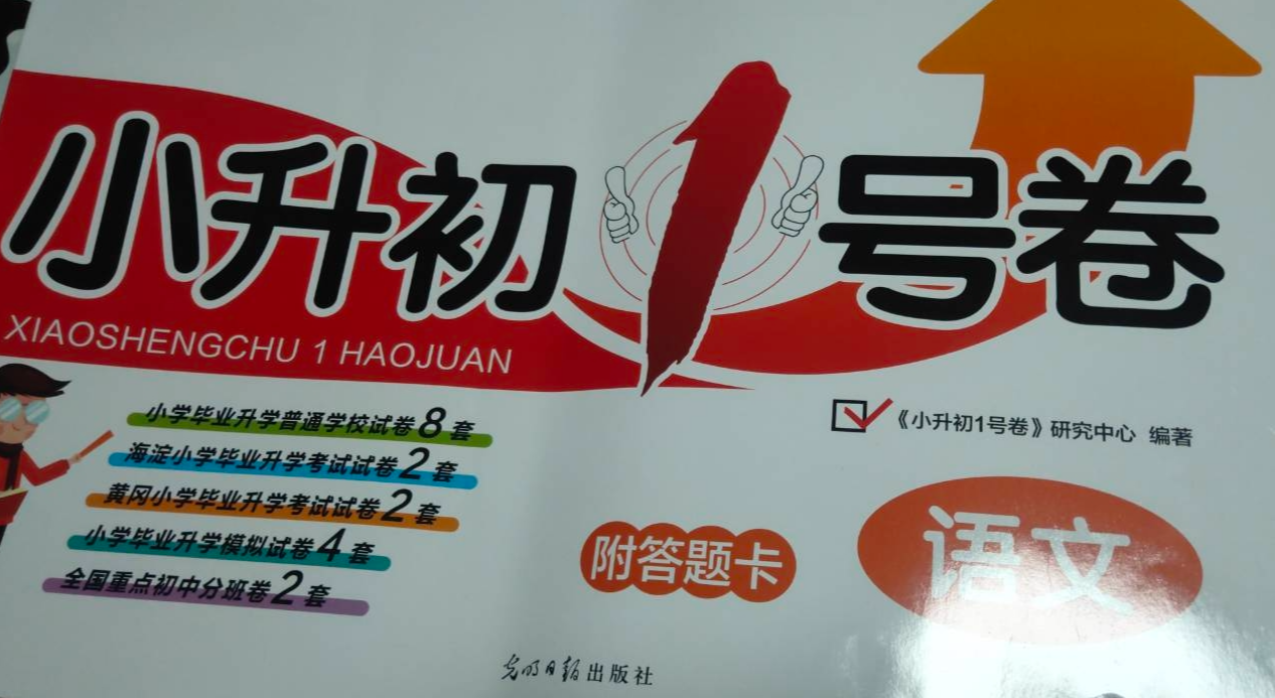 小升初1号卷
XIAOSHENGCHU 1 HAOJUAN
《小升初1号卷》研究中心 编著
小学毕业升学普通学校试卷8套
海淀小学毕业升学考试试卷2套
黄冈小学毕业升学考试试卷2套
小学毕业升学模拟试卷4套
全国重点初中分班卷2套
附答题卡
语文
光明日报出版社